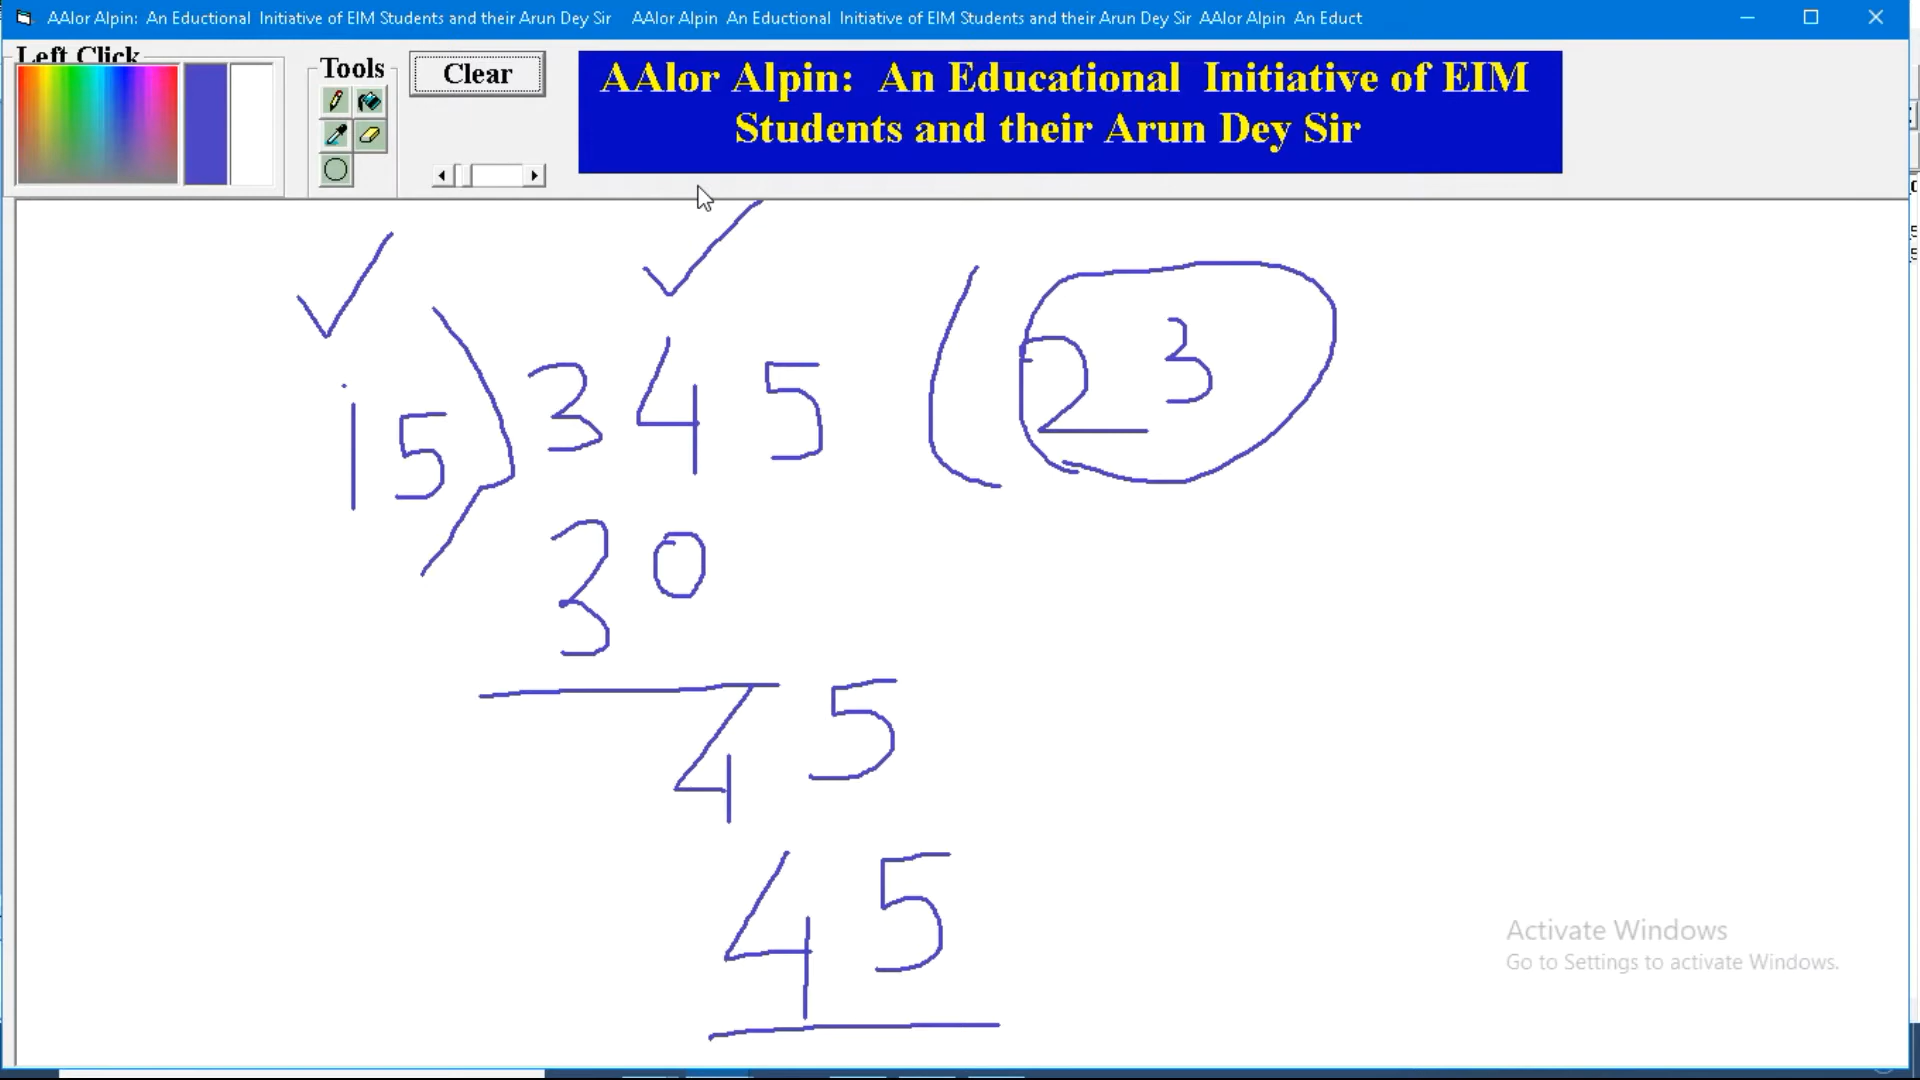 AAlor Alpin:  An Eductional  Initiative of EIM Students and their Arun Dey Sir     AAlor Alpin  An Eductional  Initiative of EIM Students and their Arun Dey Sir  AAlor Alpin  An Educt
Left Click
Tools
Clear
AAlor Alpin:  An Educational  Initiative of EIM
Students and their Arun Dey Sir
15) 345 (23
30
45
45
Activate Windows
Go to Settings to activate Windows.